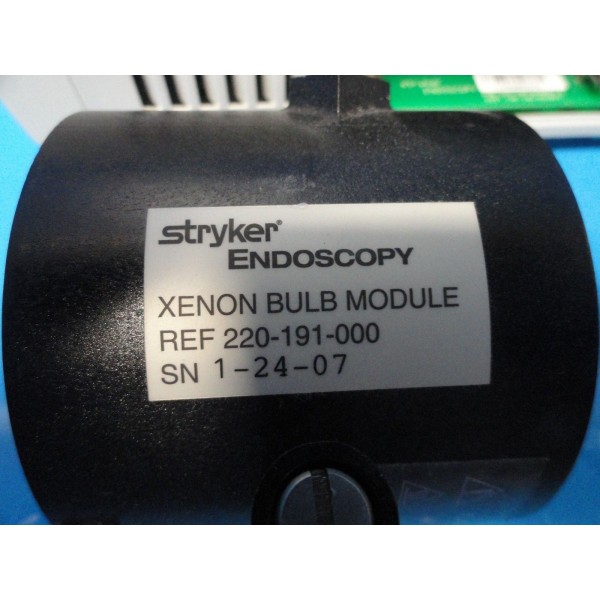 stryker®
ENDOSCOPY
XENON BULB MODULE
REF 220-191-000
SN 1-24-07